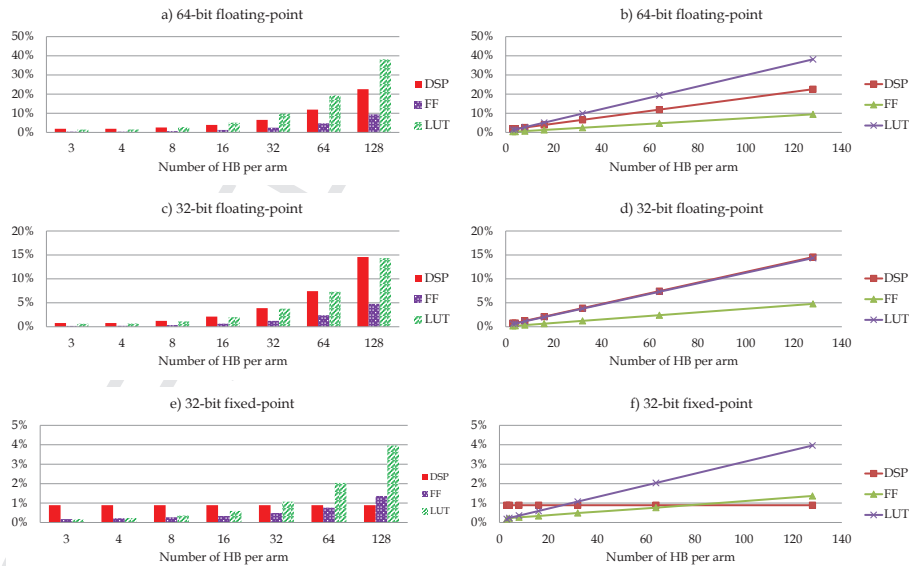 a) 64-bit floating-point
50%
40%
30%
20%
10%
0%
3 4 8 16 32 64 128
Number of HB per arm
DSP
FF
LUT
b) 64-bit floating-point
50%
40%
30%
20%
10%
0%
0 20 40 60 80 100 120 140
Number of HB per arm
DSP
FF
LUT
c) 32-bit floating-point
20%
15%
10%
5%
0%
3 4 8 16 32 64 128
Number of HB per arm
DSP
FF
LUT
d) 32-bit floating-point
20%
15%
10%
5%
0%
0 20 40 60 80 100 120 140
Number of HB per arm
DSP
FF
LUT
e) 32-bit fixed-point
5%
4%
3%
2%
1%
0%
3 4 8 16 32 64 128
Number of HB per arm
DSP
FF
LUT
f) 32-bit fixed-point
5%
4%
3%
2%
1%
0%
0 20 40 60 80 100 120 140
Number of HB per arm
DSP
FF
LUT